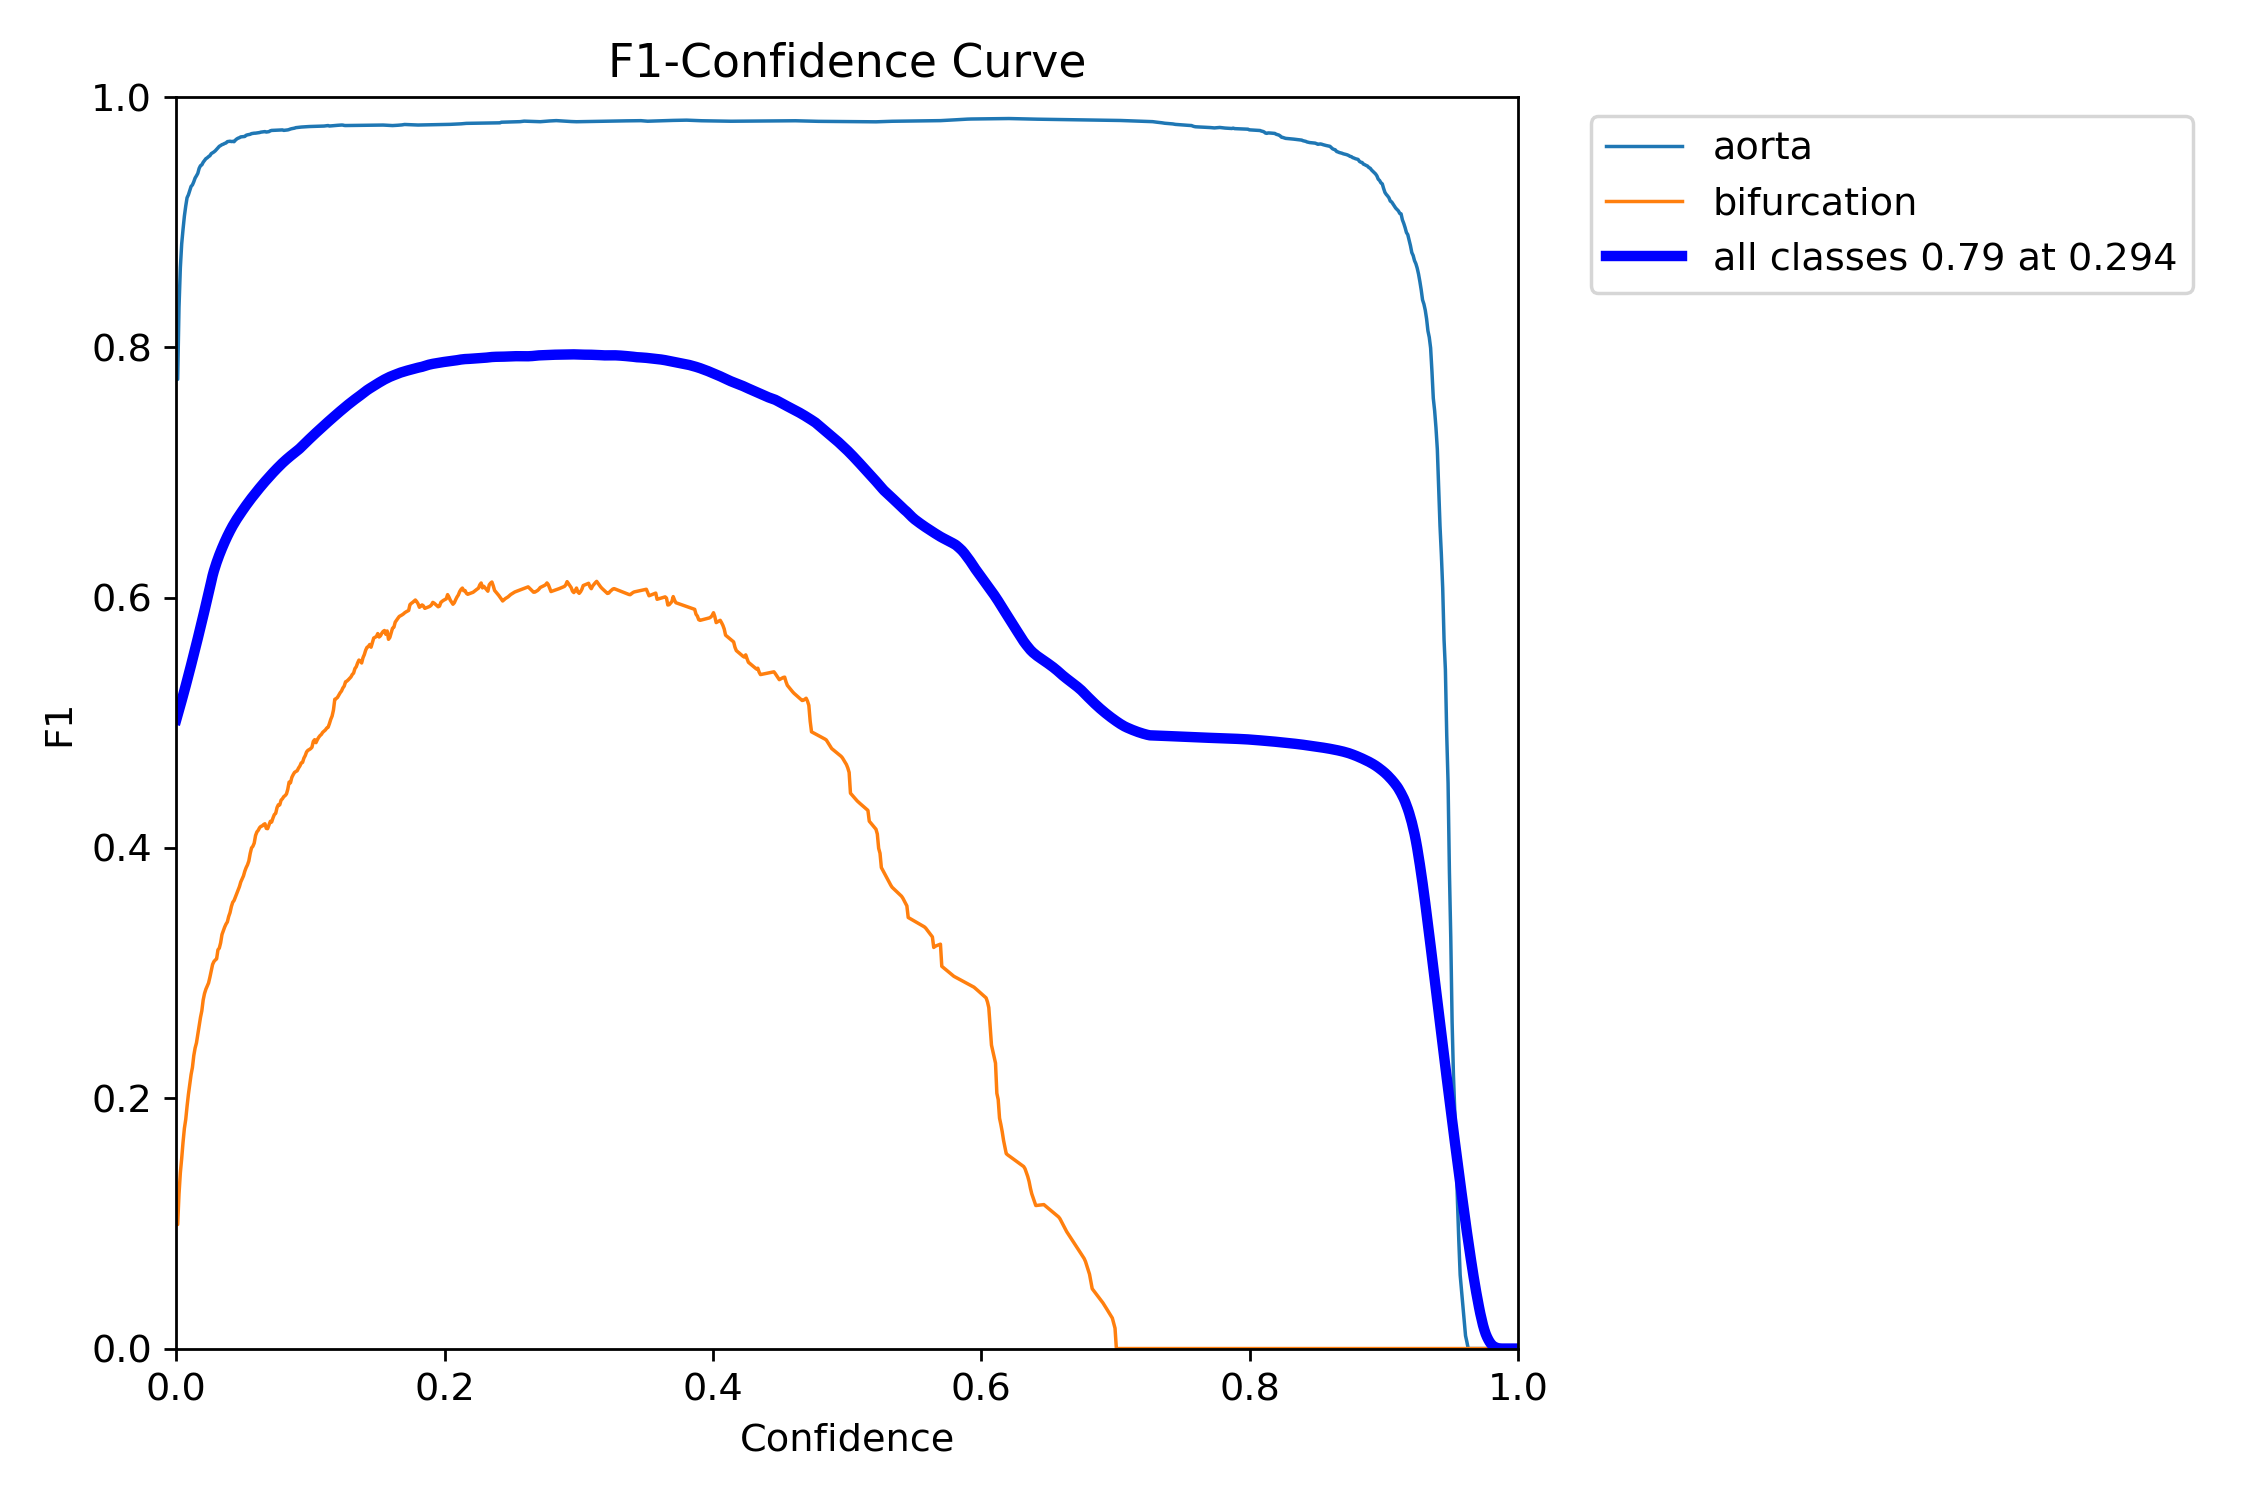 F1-Confidence Curve
1.0
0.8
0.6
0.4
0.2
0.0
F1
0.0 0.2 0.4 0.6 0.8 1.0
Confidence
aorta
bifurcation
all classes 0.79 at 0.294